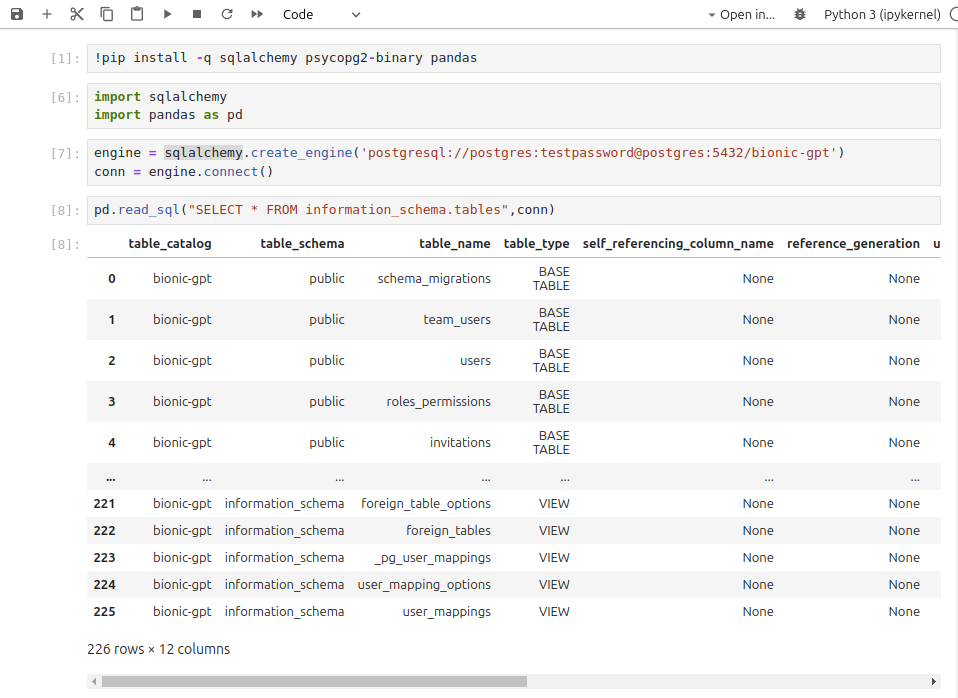 Code Open in... Python 3 (ipykernel)
[1]: !pip install -q sqlalchemy psycopg2-binary pandas
[6]: import sqlalchemy
import pandas as pd
[7]: engine = sqlalchemy.create_engine('postgresql://postgres:testpassword@postgres:5432/bionic-gpt')
conn = engine.connect()
[8]: pd.read_sql("SELECT * FROM information_schema.tables",conn)
[8]: table_catalog table_schema table_name table_type self_referencing_column_name reference_generation u
0 bionic-gpt public schema_migrations BASE TABLE None None
1 bionic-gpt public team_users BASE TABLE None None
2 bionic-gpt public users BASE TABLE None None
3 bionic-gpt public roles_permissions BASE TABLE None None
4 bionic-gpt public invitations BASE TABLE None None
... ... ... ... ... ... ...
221 bionic-gpt information_schema foreign_table_options VIEW None None
222 bionic-gpt information_schema foreign_tables VIEW None None
223 bionic-gpt information_schema _pg_user_mappings VIEW None None
224 bionic-gpt information_schema user_mapping_options VIEW None None
225 bionic-gpt information_schema user_mappings VIEW None None
226 rows × 12 columns